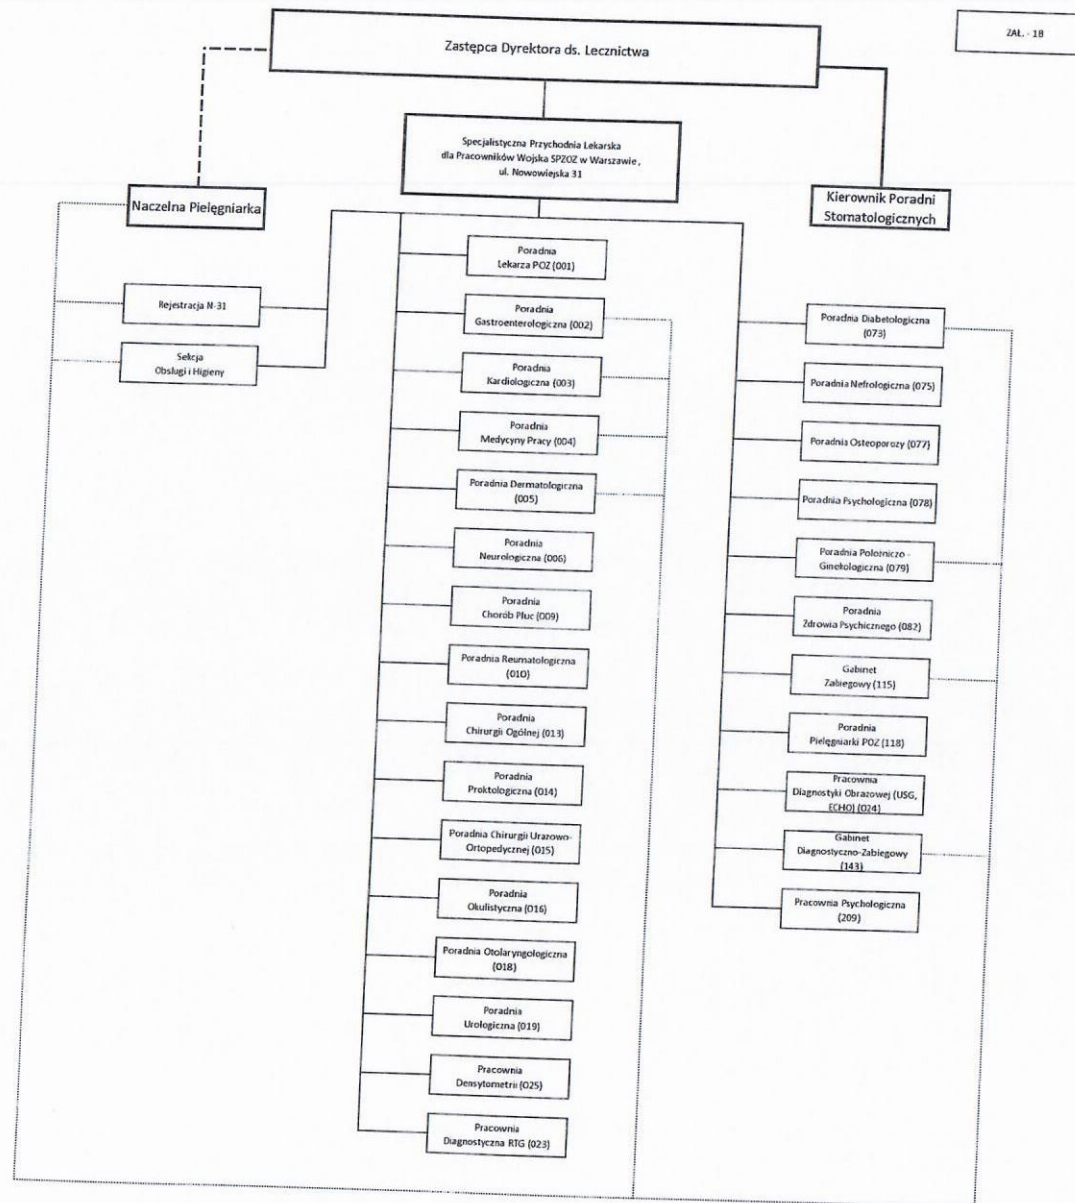 ZAŁ. - 1B
Zastępca Dyrektora ds. Lecznictwa
Specjalistyczna Przychodnia Lekarska
dla Pracowników Wojska SPZOZ w Warszawie,
ul. Nowowiejska 31
Naczelna Pielęgniarka
Kierownik Poradni
Stomatologicznych
Rejestracja N-31
Sekcja
Obsługi i Higieny
Poradnia
Lekarza POZ (001)
Poradnia
Gastroenterologiczna (002)
Poradnia
Kardiologiczna (003)
Poradnia
Medycyny Pracy (004)
Poradnia Dermatologiczna
(005)
Poradnia
Neurologiczna (006)
Poradnia
Chorób Płuc (009)
Poradnia Reumatologiczna
(010)
Poradnia
Chirurgii Ogólnej (013)
Poradnia
Proktologiczna (014)
Poradnia Chirurgii Urazowo-
Ortopedycznej (015)
Poradnia
Okulistyczna (016)
Poradnia Otolaryngologiczna
(018)
Poradnia
Urologiczna (019)
Pracownia
Densytometrii (025)
Pracownia
Diagnostyczna RTG (023)
Poradnia Diabetologiczna
(073)
Poradnia Nefrologiczna (075)
Poradnia Osteoporozy (077)
Poradnia Psychologiczna (078)
Poradnia Położniczo -
Ginekologiczna (079)
Poradnia
Zdrowia Psychicznego (082)
Gabinet
Zabiegowy (115)
Poradnia
Pielęgniarki POZ (118)
Pracownia
Diagnostyki Obrazowej (USG,
ECHO) (024)
Gabinet
Diagnostyczno-Zabiegowy
(143)
Pracownia Psychologiczna
(209)